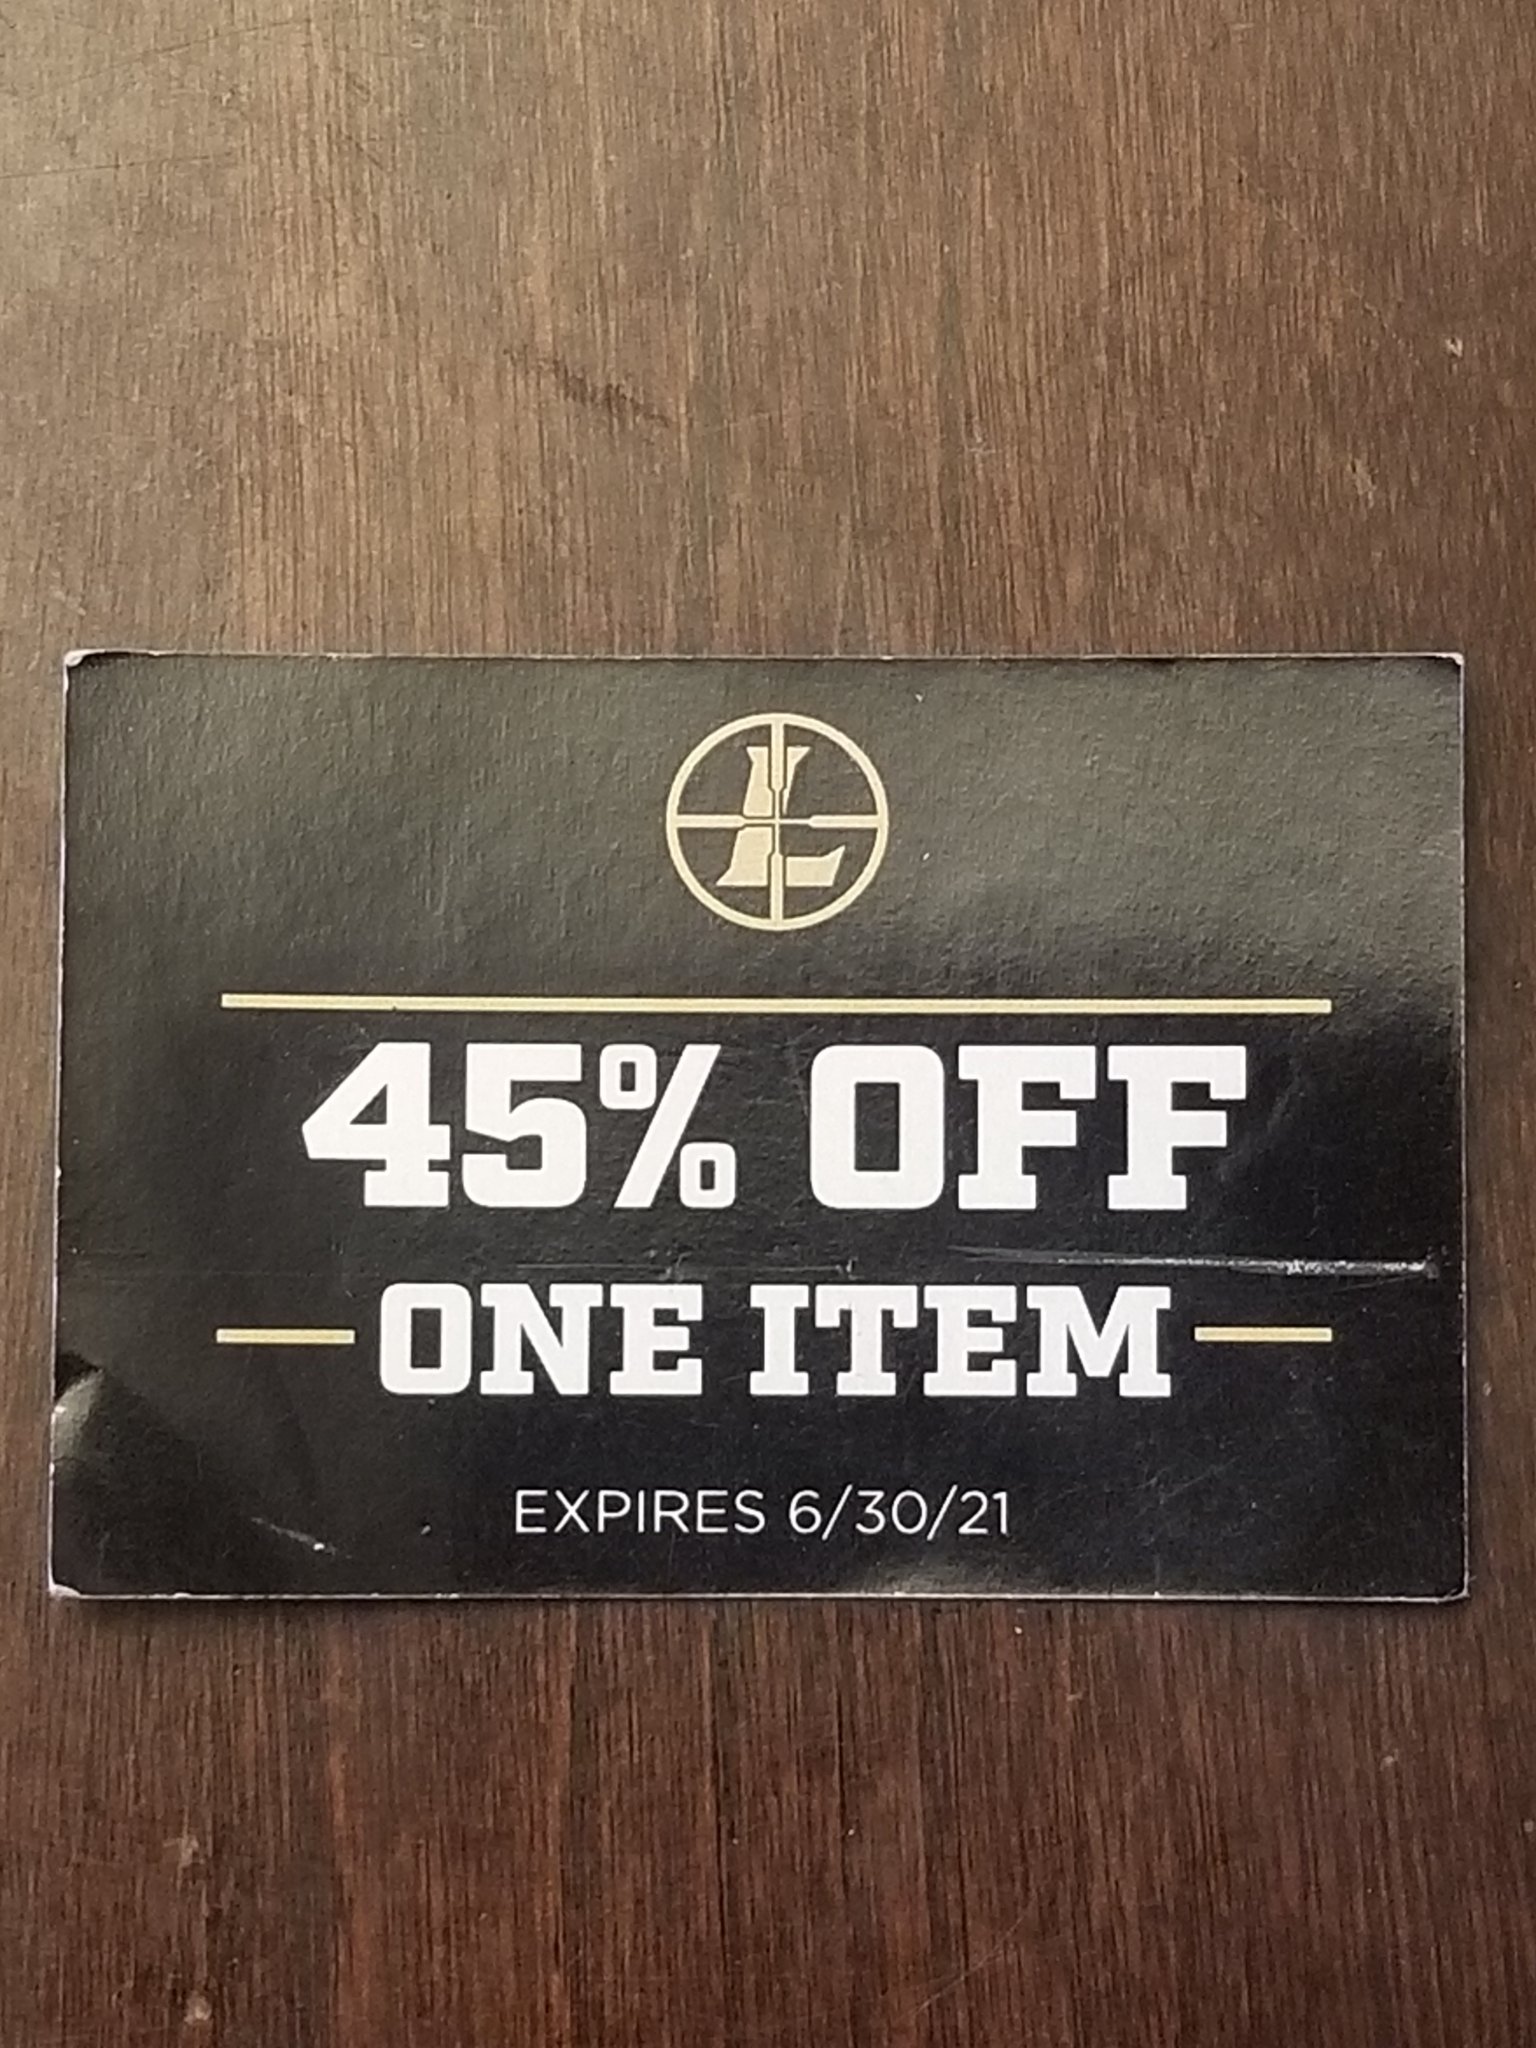 L
45% OFF
ONE ITEM
EXPIRES 6/30/21